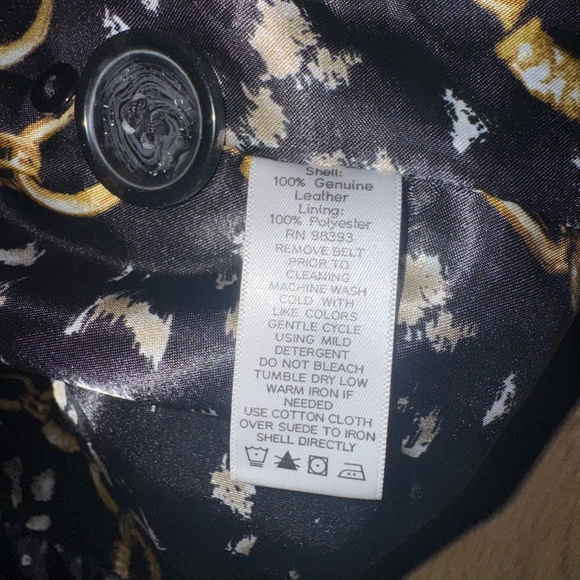 Shell:
100% Genuine
Leather
Lining:
100% Polyester
RN 98393
REMOVE BELT
PRIOR TO
CLEANING
MACHINE WASH
COLD WITH
LIKE COLORS
GENTLE CYCLE
USING MILD
DETERGENT
DO NOT BLEACH
TUMBLE DRY LOW
WARM IRON IF
NEEDED
USE COTTON CLOTH
OVER SUEDE TO IRON
SHELL DIRECTLY